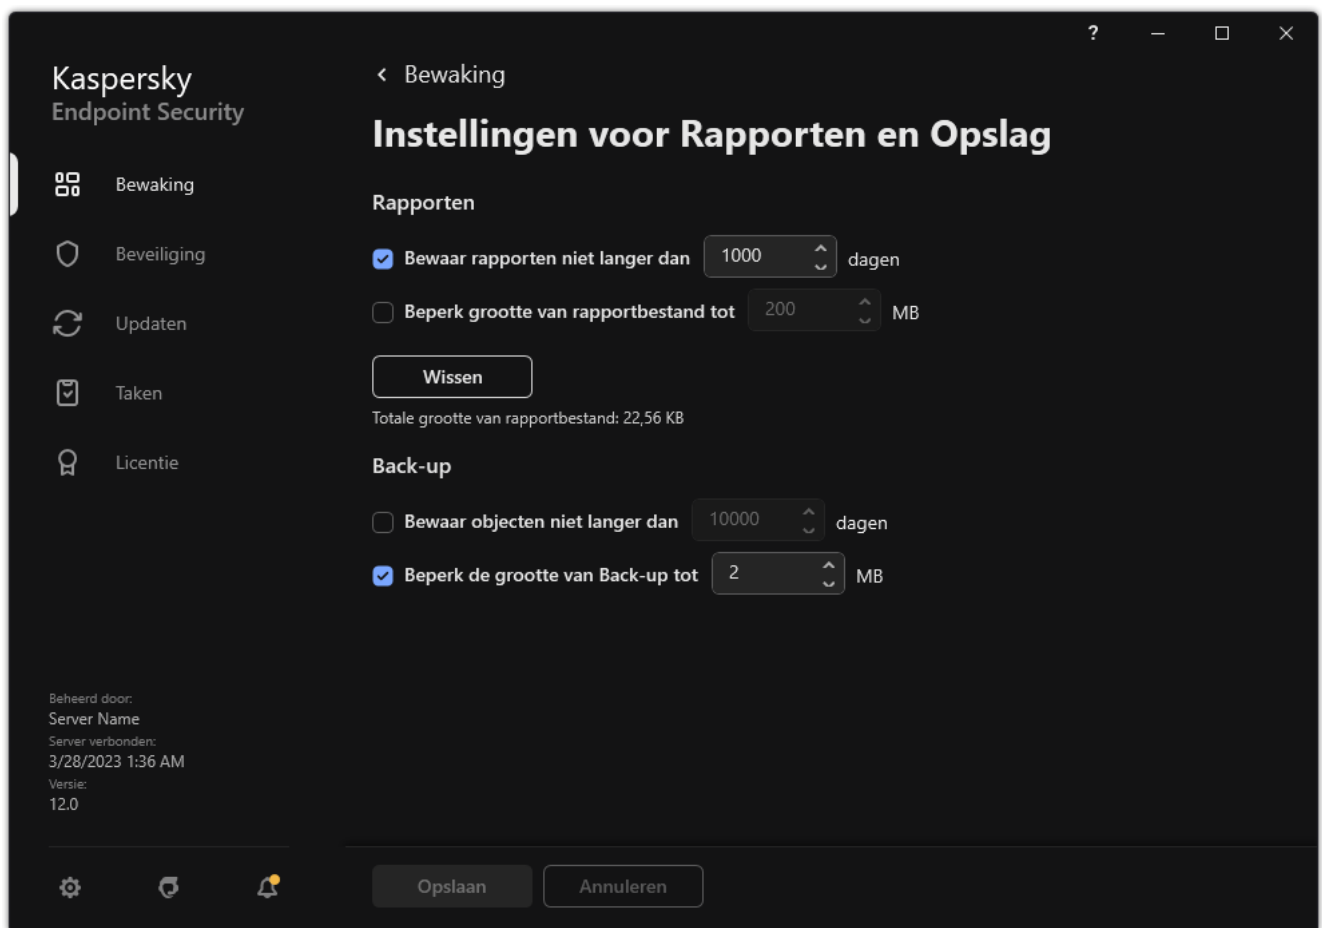 ?
Kaspersky
Endpoint Security
Bewaking
Beveiliging
Updaten
Taken
Licentie
Beheerd door:
Server Name
Server verbonden:
3/28/2023 1:36 AM
Versie:
12.0
Bewaking
Instellingen voor Rapporten en Opslag
Rapporten
Bewaar rapporten niet langer dan 1000 dagen
Beperk grootte van rapportbestand tot 200 MB
Wissen
Totale grootte van rapportbestand: 22,56 KB
Back-up
Bewaar objecten niet langer dan 10000 dagen
Beperk de grootte van Back-up tot 2 MB
Opslaan Annuleren